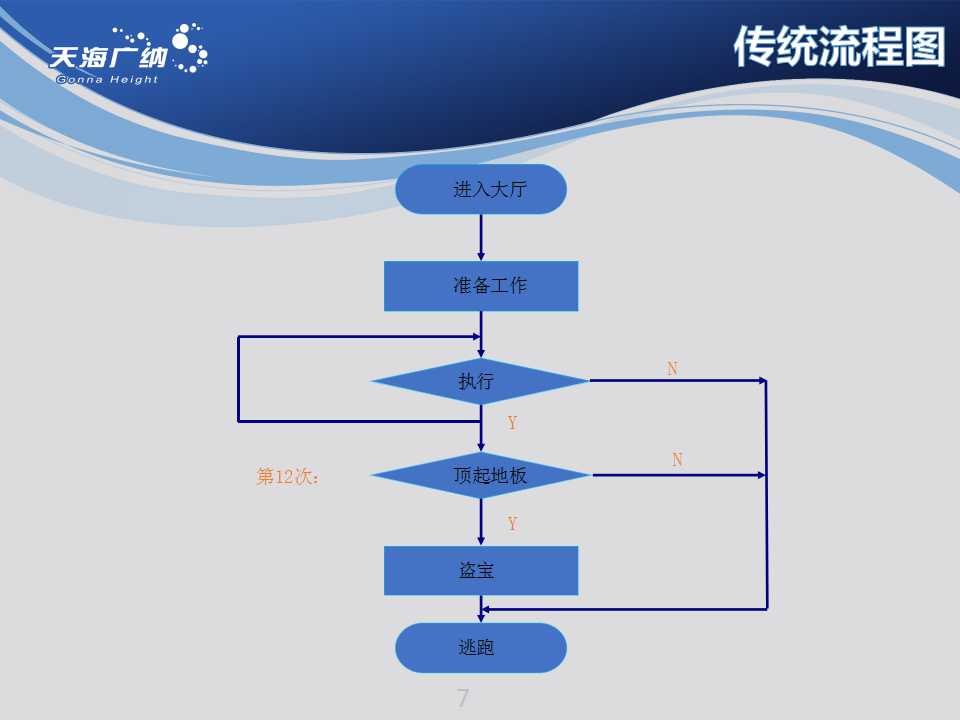 天海广纳
Gonna Height
传统流程图
进入大厅
准备工作
执行
N
Y
第12次:
顶起地板
N
Y
盗宝
逃跑
7